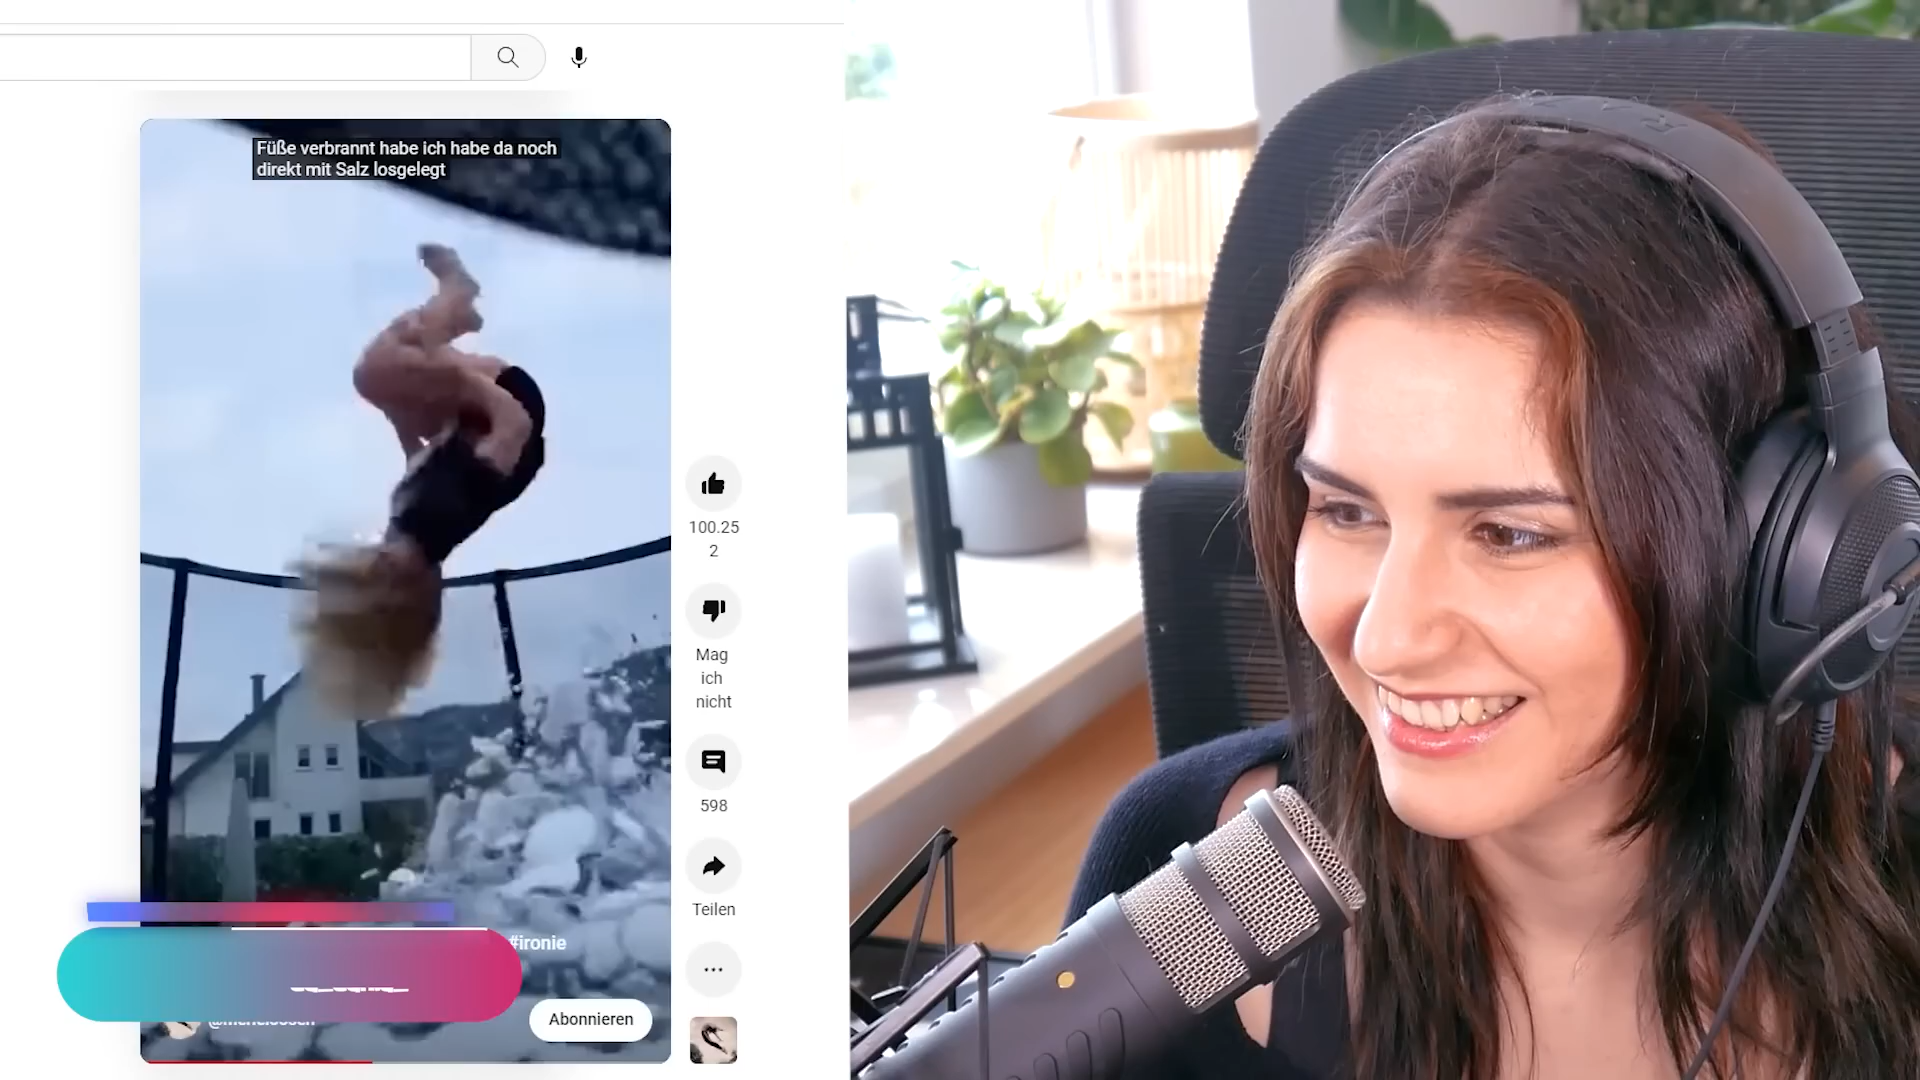 Füße verbrannt habe ich habe da noch
direkt mit Salz losgelegt
100.25
2
Mag
ich
nicht
598
Teilen
#ironie
Abonnieren